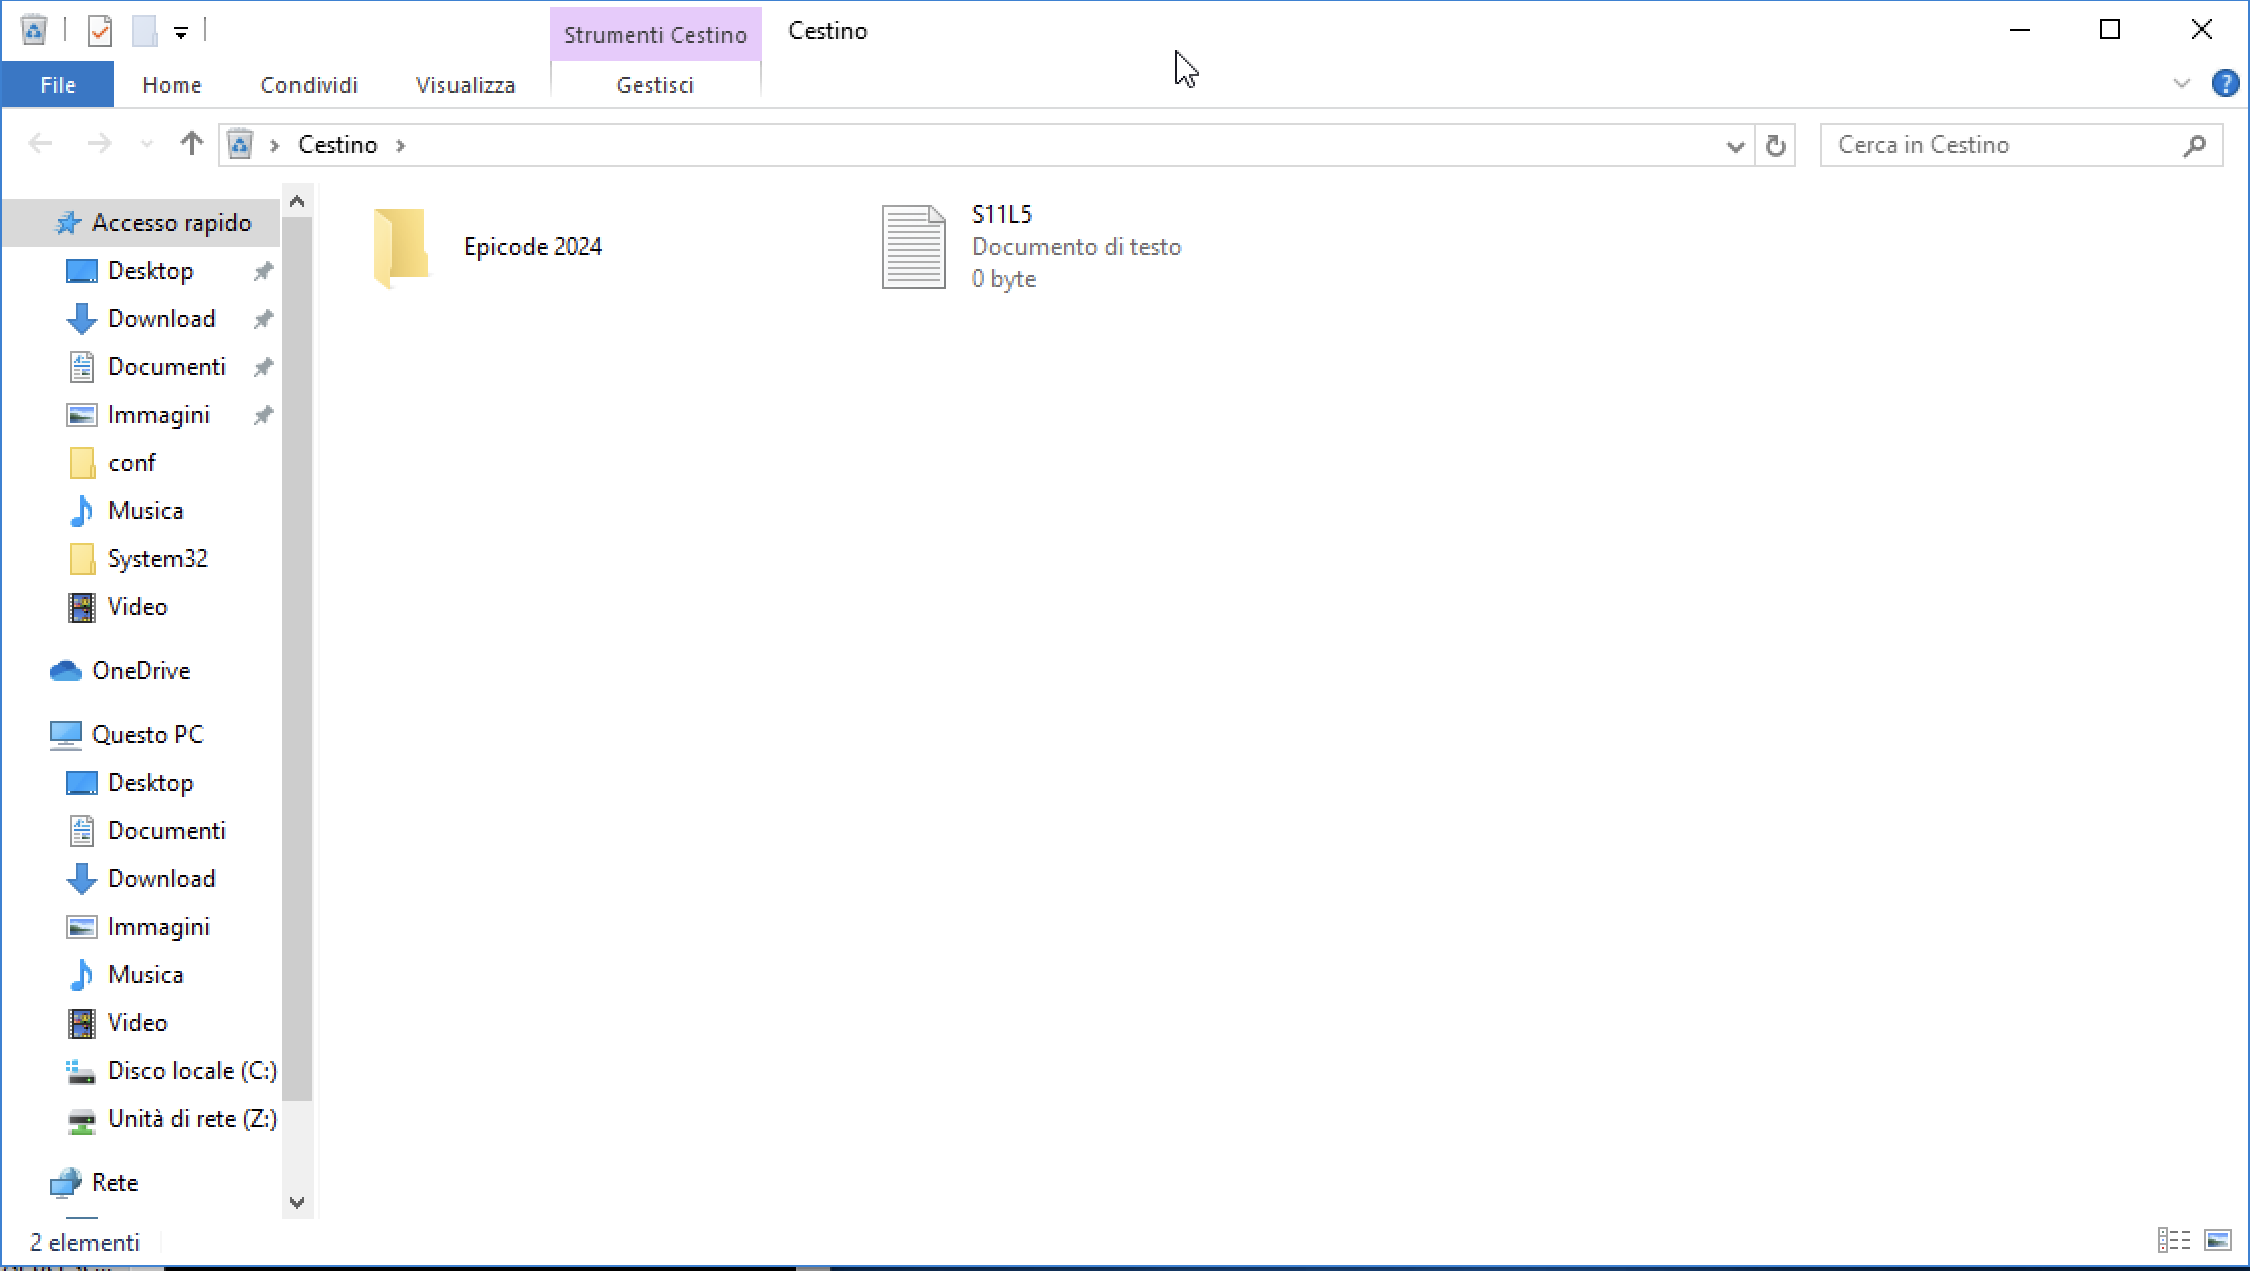 Strumenti Cestino
Cestino
File
Home
Condividi
Visualizza
Gestisci
?
Cestino
Cerca in Cestino
Accesso rapido
Desktop
Download
Documenti
Immagini
conf
Musica
System32
Video
OneDrive
Questo PC
Desktop
Documenti
Download
Immagini
Musica
Video
Disco locale (C:)
Unità di rete (Z:)
Rete
Epicode 2024
S11L5
Documento di testo
0 byte
2 elementi